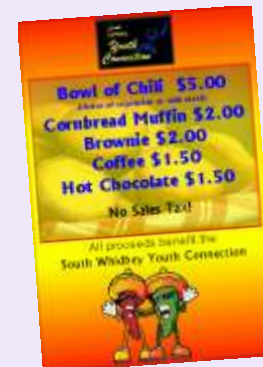 Youth
Connection
Bowl of Chili $5.00
Cornbread Muffin $2.00
Brownie $2.00
Coffee $1.50
Hot Chocolate $1.50
No Sales Tax!
All proceeds benefit the
South Whidbey Youth Connection